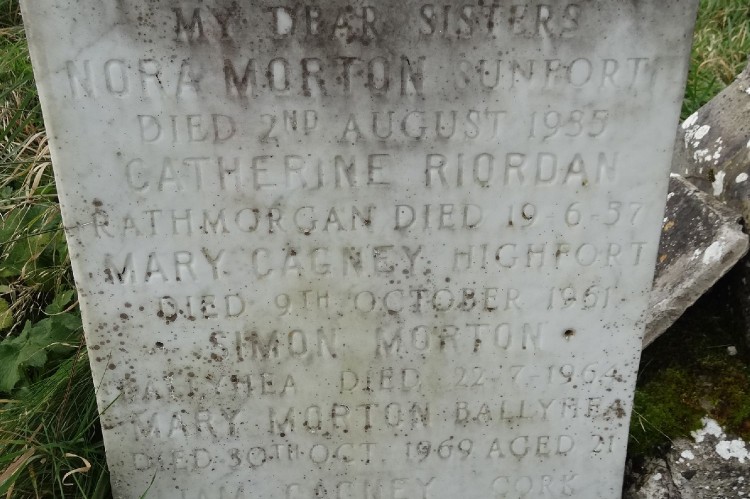 MY DEAR SISTERS
NORA MORTON SUNFORT
DIED 2ND AUGUST 1935
CATHERINE RIORDAN
RATHMORGAN DIED 19-6-37
MARY CAGNEY HIGHFORT
DIED 9TH OCTOBER 1961
SIMON MORTON
BALLYHEA DIED 22-7-1964
MARY MORTON BALLYHEA
DIED 30TH OCT 1969 AGED 21
CAGNEY CORK